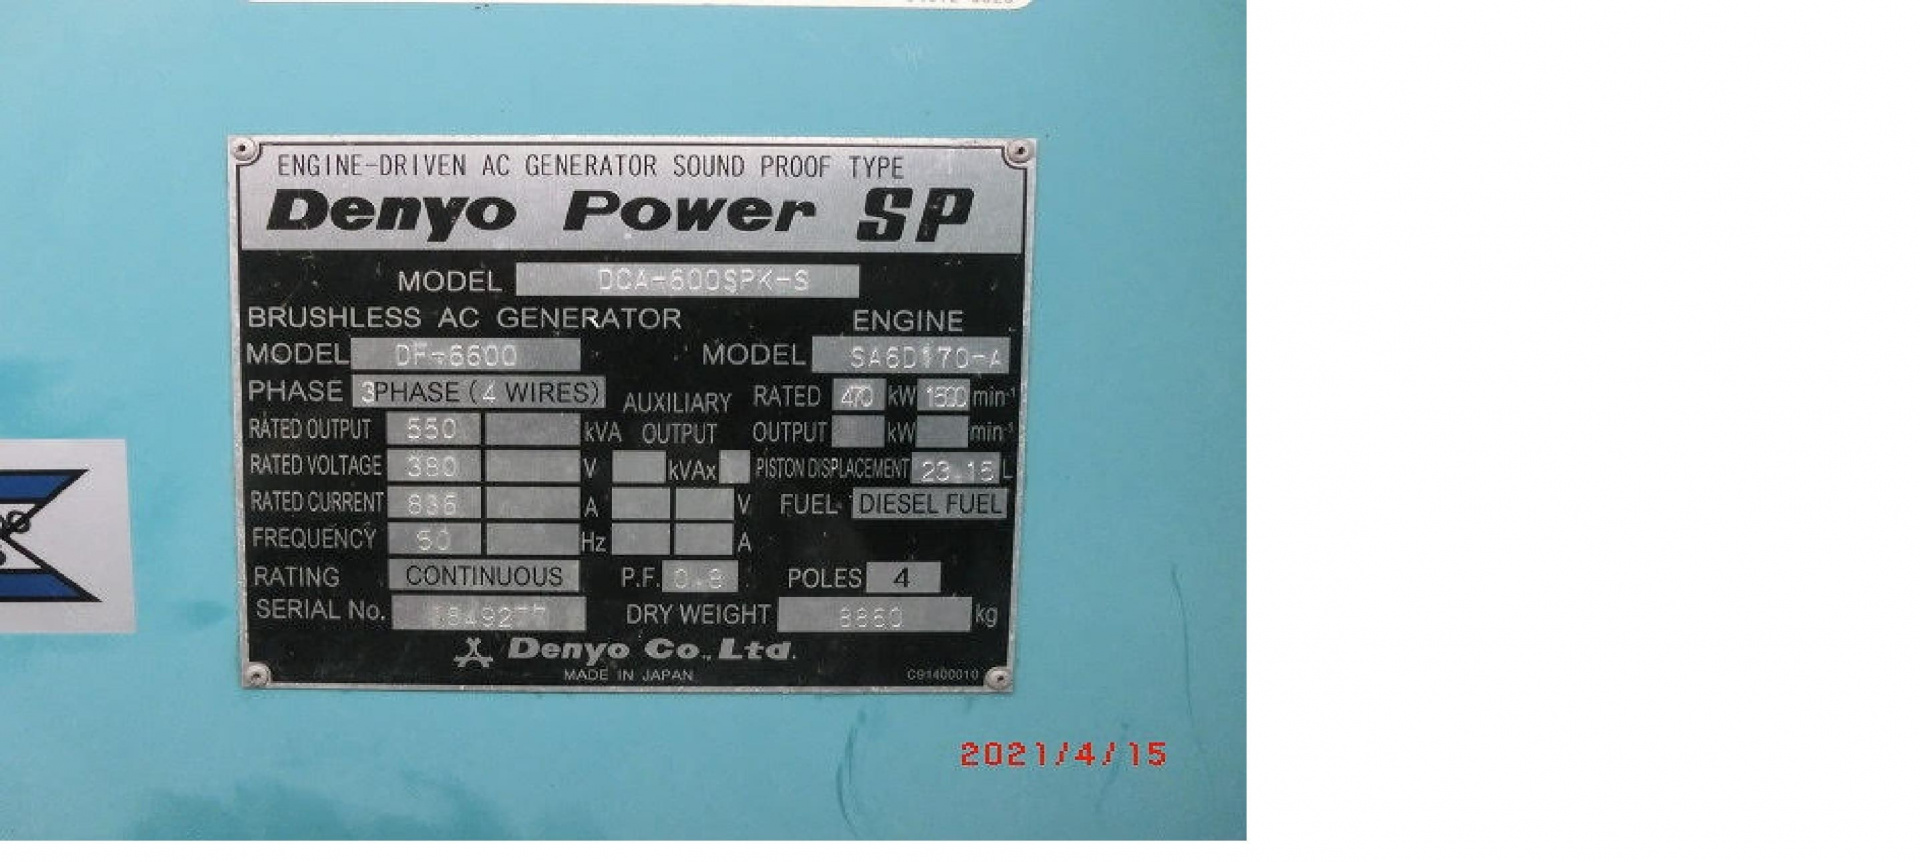 ENGINE-DRIVEN AC GENERATOR SOUND PROOF TYPE
Denyo Power SP
MODEL DCA-600SPK-S
BRUSHLESS AC GENERATOR ENGINE
MODEL DF-6600 MODEL SA6D170-A
PHASE 3PHASE (4 WIRES) AUXILIARY OUTPUT RATED 470 kW 1500 min-1
RATED OUTPUT 550 kVA OUTPUT kW min-1
RATED VOLTAGE 380 V kVAx PISTON DISPLACEMENT 23.15 L
RATED CURRENT 836 A V FUEL DIESEL FUEL
FREQUENCY 50 Hz A
RATING CONTINUOUS P.F. 0.8 POLES 4
SERIAL No. DRY WEIGHT kg
Denyo Co., Ltd.
MADE IN JAPAN C91400010
2021/4/15